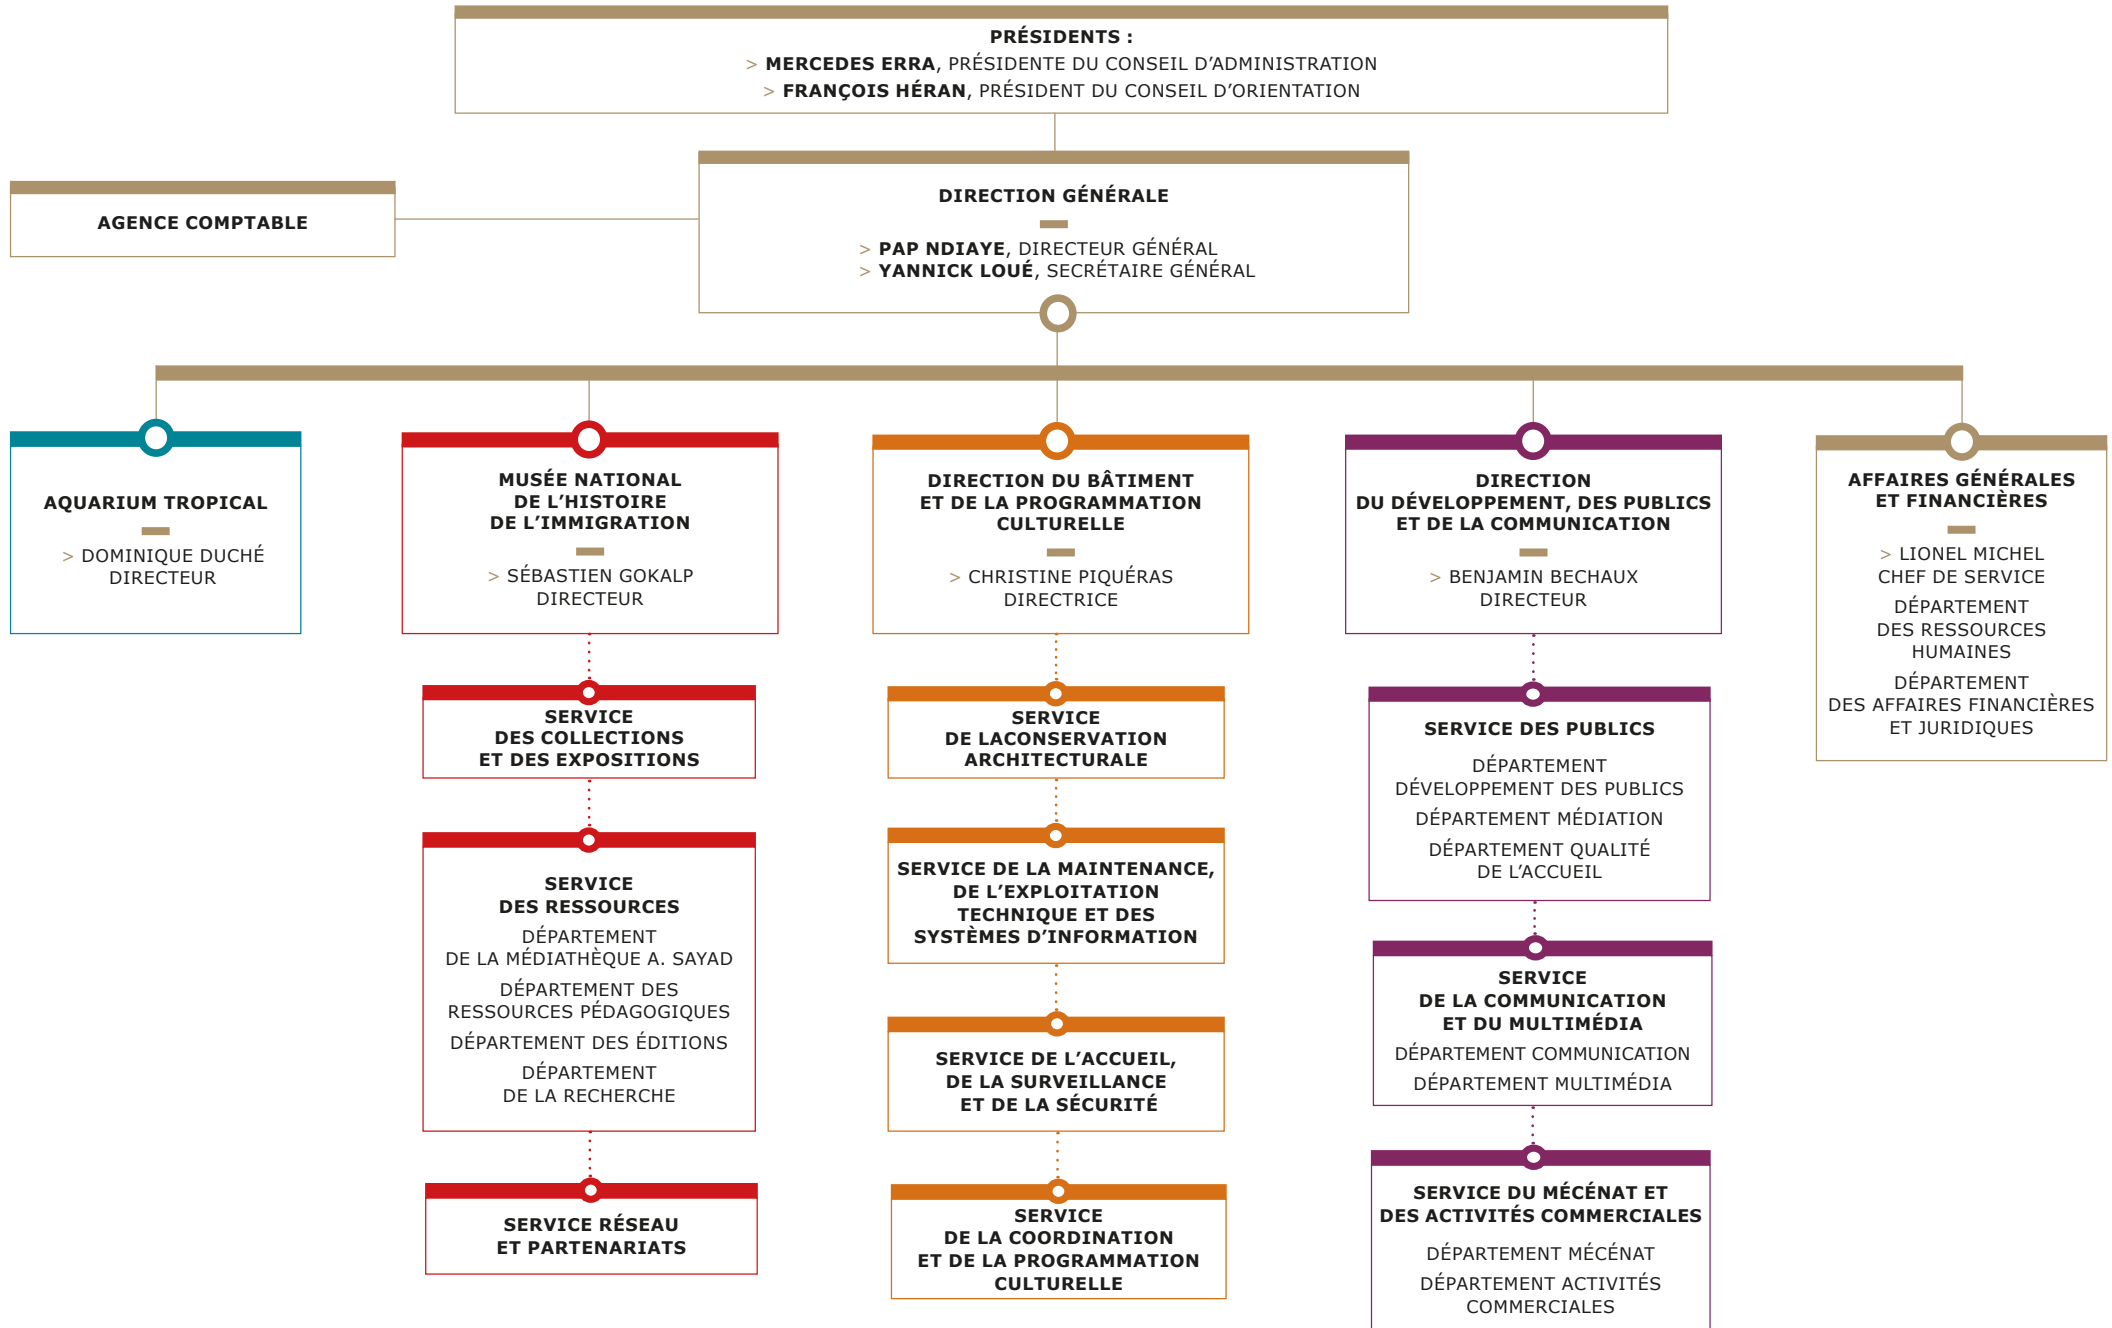 PRÉSIDENTS :
> MERCEDES ERRA, PRÉSIDENTE DU CONSEIL D’ADMINISTRATION
> FRANÇOIS HÉRAN, PRÉSIDENT DU CONSEIL D’ORIENTATION
AGENCE COMPTABLE
DIRECTION GÉNÉRALE
> PAP NDIAYE, DIRECTEUR GÉNÉRAL
> YANNICK LOUÉ, SECRÉTAIRE GÉNÉRAL
AQUARIUM TROPICAL
> DOMINIQUE DUCHÉ
DIRECTEUR
MUSÉE NATIONAL
DE L’HISTOIRE
DE L’IMMIGRATION
> SÉBASTIEN GOKALP
DIRECTEUR
SERVICE
DES COLLECTIONS
ET DES EXPOSITIONS
SERVICE
DES RESSOURCES
DÉPARTEMENT
DE LA MÉDIATHÈQUE A. SAYAD
DÉPARTEMENT DES
RESSOURCES PÉDAGOGIQUES
DÉPARTEMENT DES ÉDITIONS
DÉPARTEMENT
DE LA RECHERCHE
SERVICE RÉSEAU
ET PARTENARIATS
DIRECTION DU BÂTIMENT
ET DE LA PROGRAMMATION
CULTURELLE
> CHRISTINE PIQUÉRAS
DIRECTRICE
SERVICE
DE LACONSERVATION
ARCHITECTURALE
SERVICE DE LA MAINTENANCE,
DE L’EXPLOITATION
TECHNIQUE ET DES
SYSTÈMES D’INFORMATION
SERVICE DE L’ACCUEIL,
DE LA SURVEILLANCE
ET DE LA SÉCURITÉ
SERVICE
DE LA COORDINATION
ET DE LA PROGRAMMATION
CULTURELLE
DIRECTION
DU DÉVELOPPEMENT, DES PUBLICS
ET DE LA COMMUNICATION
> BENJAMIN BECHAUX
DIRECTEUR
SERVICE DES PUBLICS
DÉPARTEMENT
DÉVELOPPEMENT DES PUBLICS
DÉPARTEMENT MÉDIATION
DÉPARTEMENT QUALITÉ
DE L’ACCUEIL
SERVICE
DE LA COMMUNICATION
ET DU MULTIMÉDIA
DÉPARTEMENT COMMUNICATION
DÉPARTEMENT MULTIMÉDIA
SERVICE DU MÉCÉNAT ET
DES ACTIVITÉS COMMERCIALES
DÉPARTEMENT MÉCÉNAT
DÉPARTEMENT ACTIVITÉS
COMMERCIALES
AFFAIRES GÉNÉRALES
ET FINANCIÈRES
> LIONEL MICHEL
CHEF DE SERVICE
DÉPARTEMENT
DES RESSOURCES
HUMAINES
DÉPARTEMENT
DES AFFAIRES FINANCIÈRES
ET JURIDIQUES